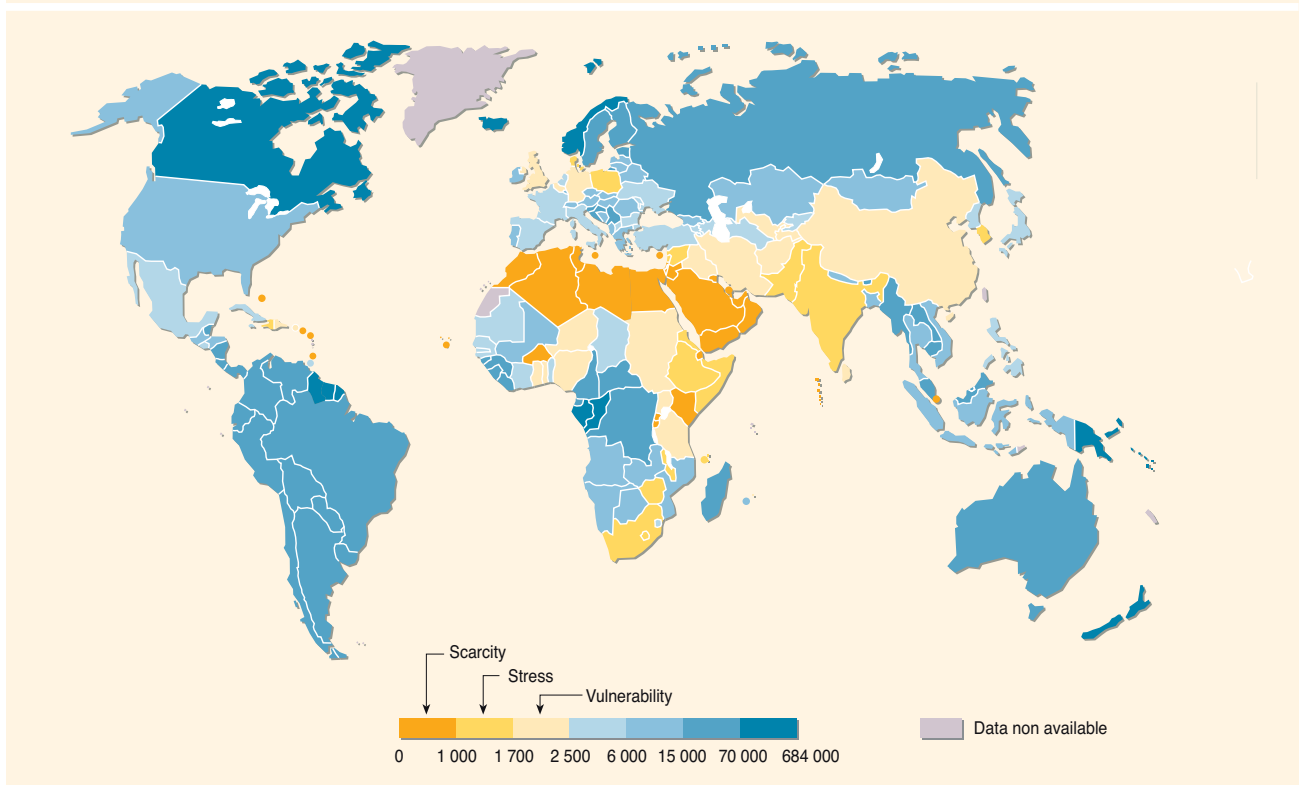 Scarcity
Stress
Vulnerability
0 1 000 1 700 2 500 6 000 15 000 70 000 684 000
Data non available